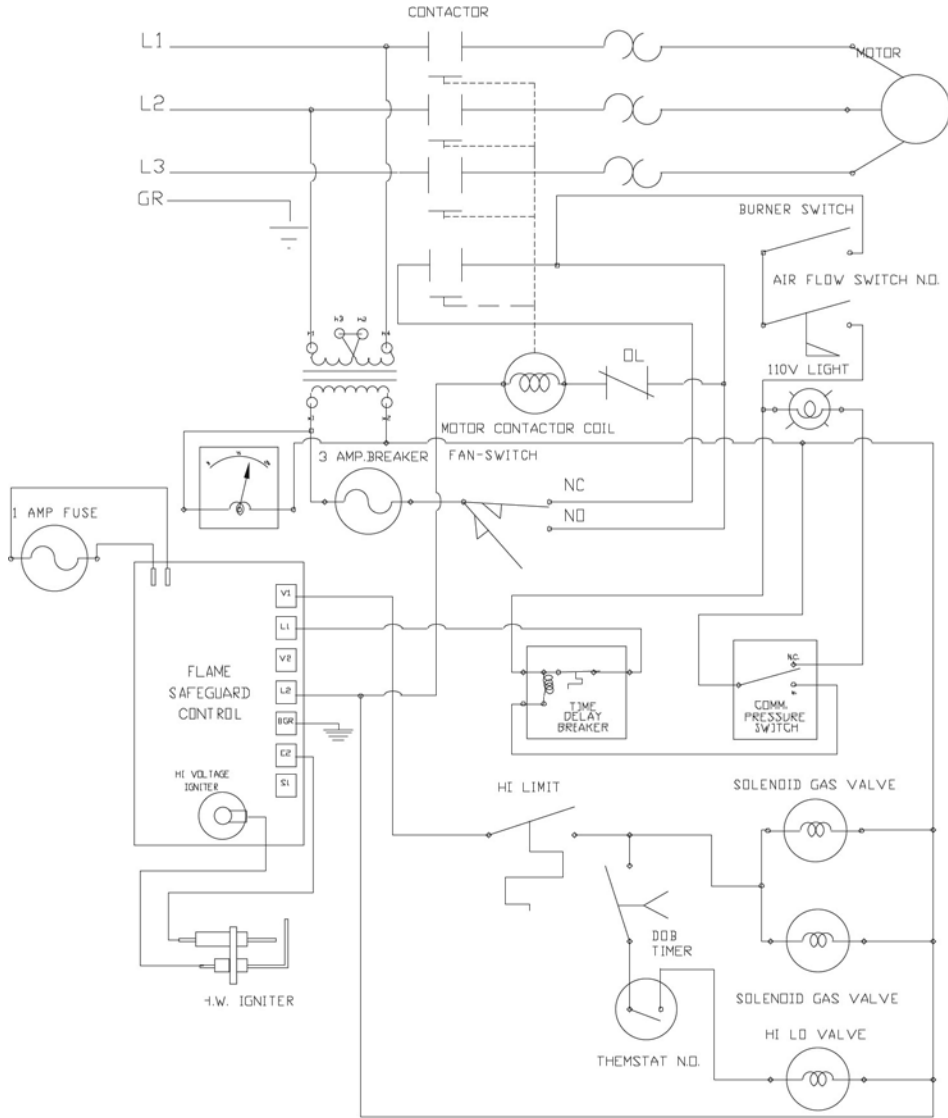 CONTACTOR
L1
MOTOR
L2
L3
GR
BURNER SWITCH
AIR FLOW SWITCH N.O.
110V LIGHT
OL
MOTOR CONTACTOR COIL
3 AMP.BREAKER
FAN-SWITCH
NC
NO
1 AMP FUSE
V1
L1
V2
L2
BGR
S1
FLAME
SAFEGUARD
CONTROL
HI VOLTAGE
IGNITER
TIME
DELAY
BREAKER
N.C.
COMM.
PRESSURE
SWITCH
HI LIMIT
SOLENOID GAS VALVE
DOB
TIMER
SOLENOID GAS VALVE
.W. IGNITER
THEMSTAT N.O.
HI LO VALVE